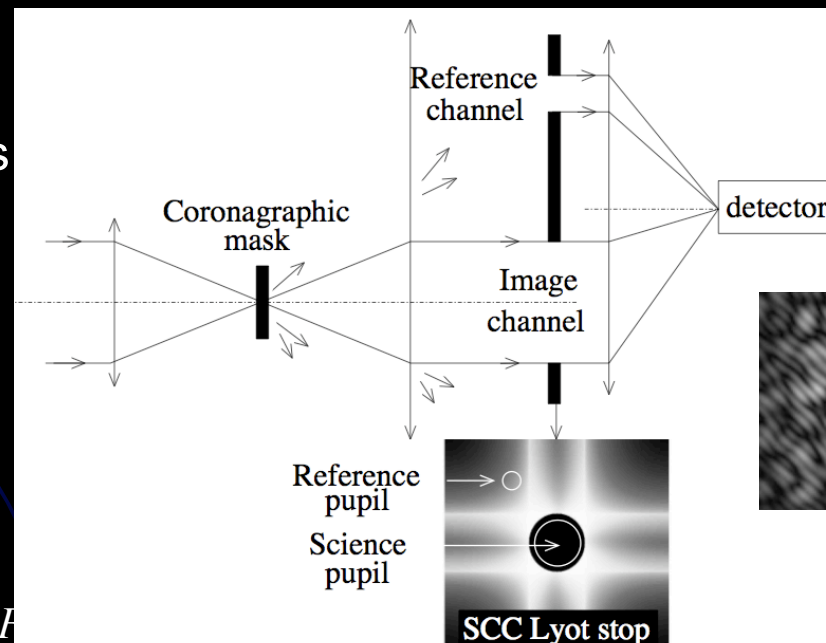 Reference
channel
s
Coronagraphic
mask
detector
Image
channel
Reference
pupil
Science
pupil
SCC Lyot stop